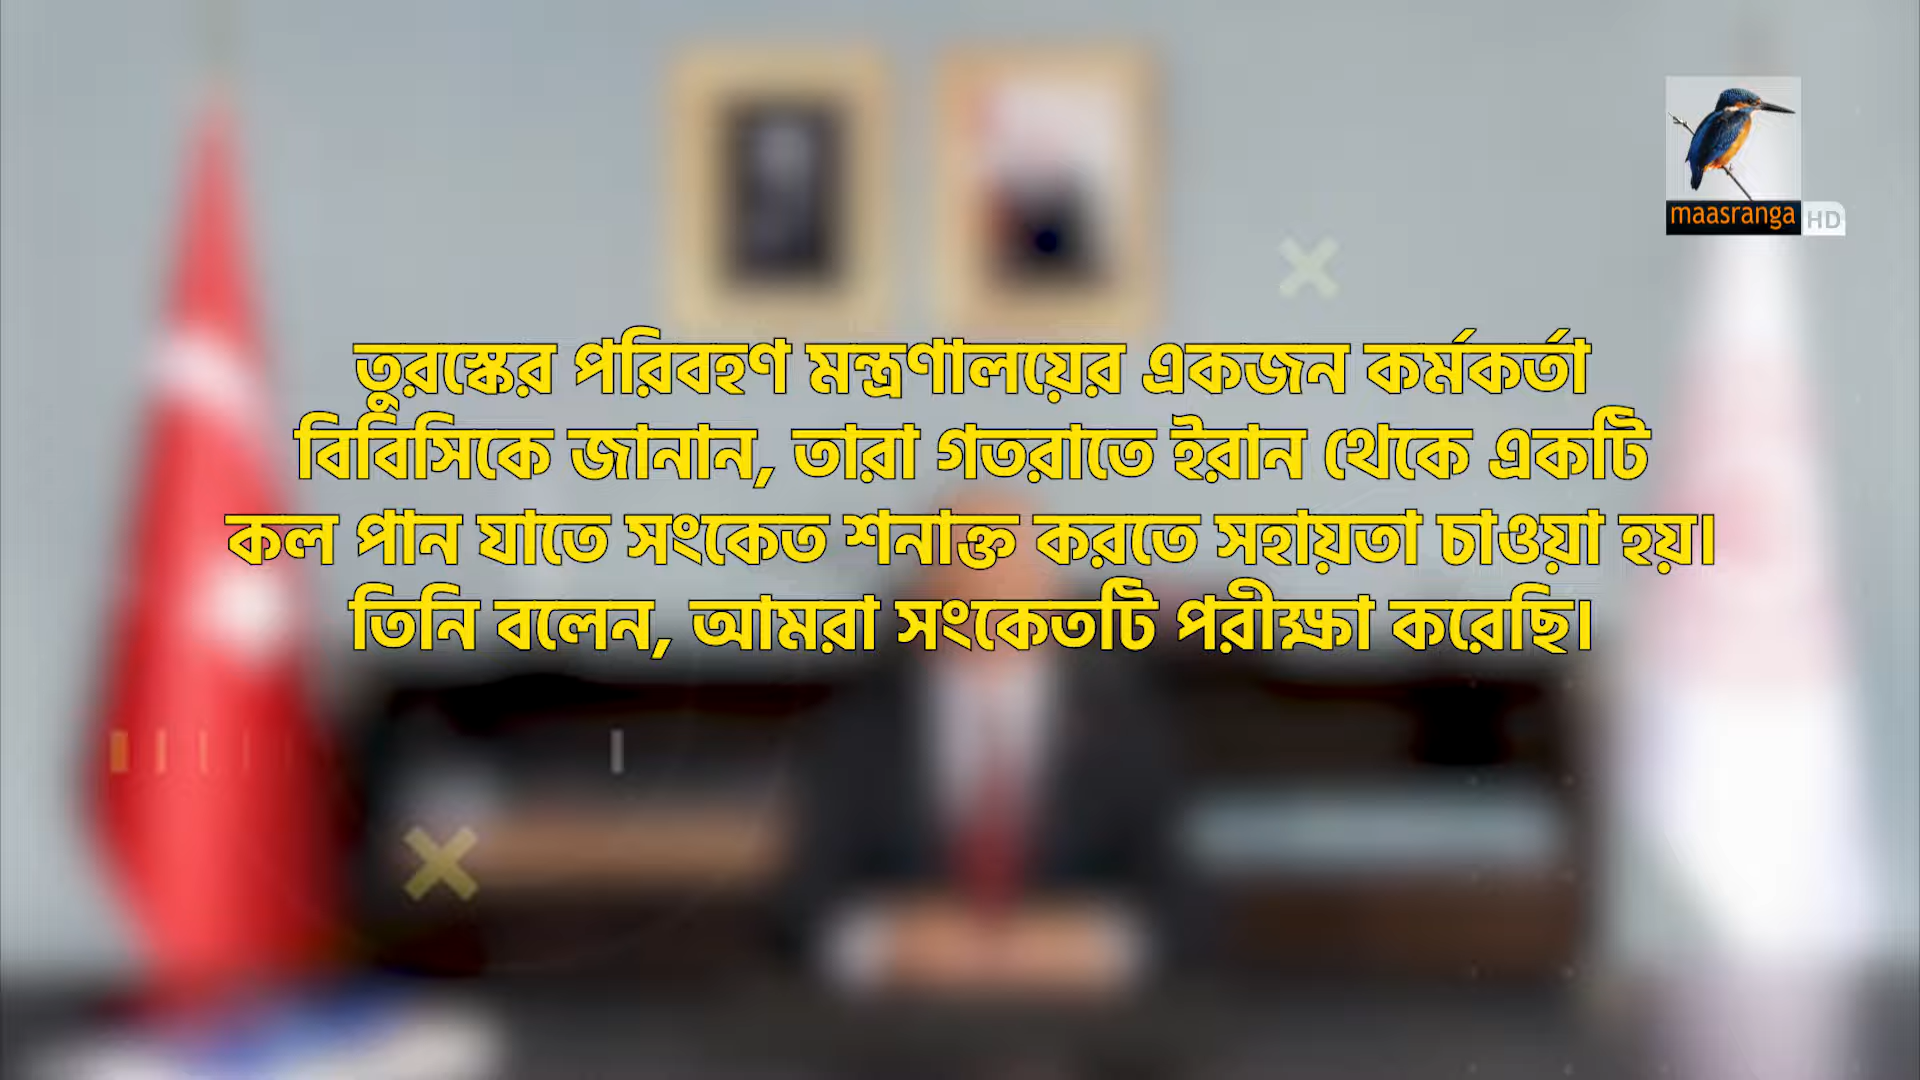 maasranga HD
তুরস্কের পরিবহণ মন্ত্রণালয়ের একজন কর্মকর্তা
বিবিসিকে জানান, তারা গতরাতে ইরান থেকে একটি
কল পান যাতে সংকেত শনাক্ত করতে সহায়তা চাওয়া হয়।
তিনি বলেন, আমরা সংকেতটি পরীক্ষা করেছি।